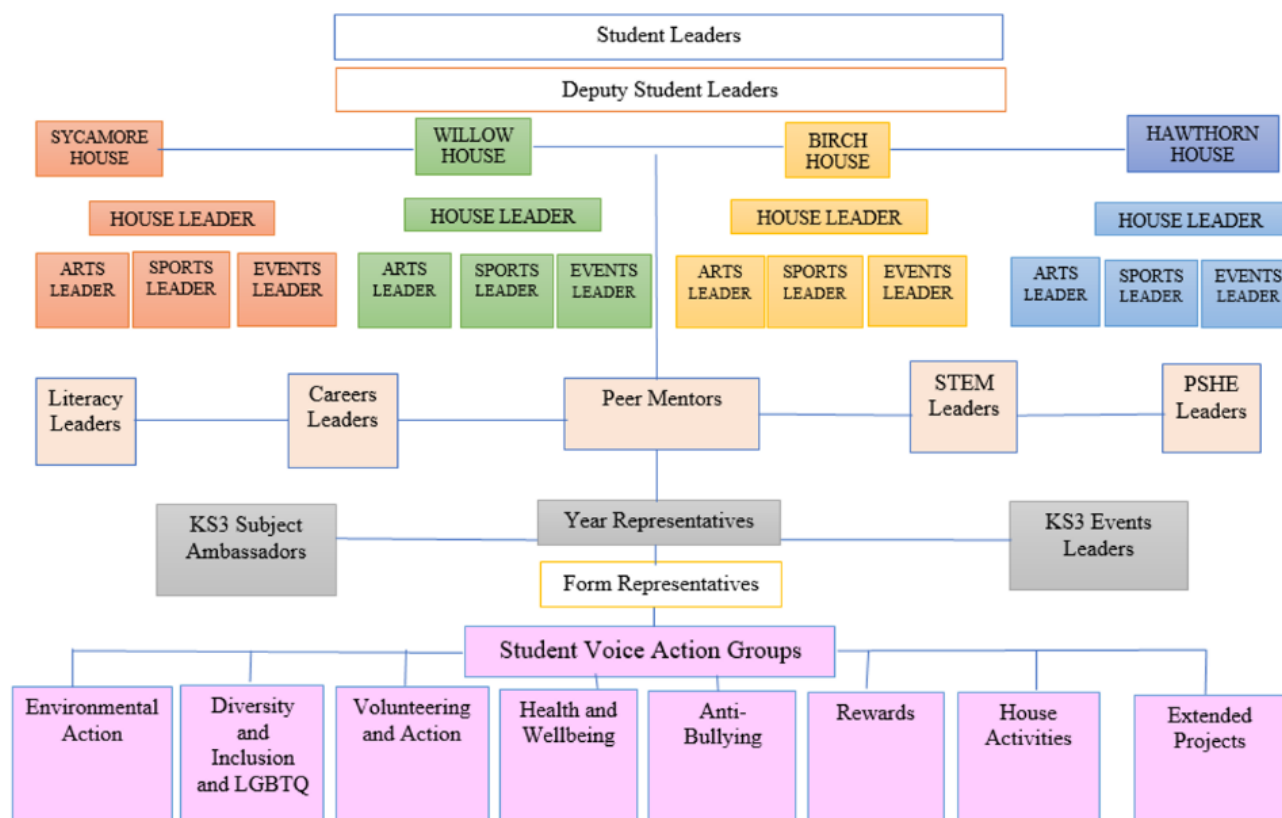 Student Leaders
Deputy Student Leaders
SYCAMORE
HOUSE
WILLOW
HOUSE
BIRCH
HOUSE
HAWTHORN
HOUSE
HOUSE LEADER
HOUSE LEADER
HOUSE LEADER
HOUSE LEADER
ARTS
LEADER
SPORTS
LEADER
EVENTS
LEADER
ARTS
LEADER
SPORTS
LEADER
EVENTS
LEADER
ARTS
LEADER
SPORTS
LEADER
EVENTS
LEADER
ARTS
LEADER
SPORTS
LEADER
EVENTS
LEADER
Literacy
Leaders
Careers
Leaders
Peer Mentors
STEM
Leaders
PSHE
Leaders
KS3 Subject
Ambassadors
Year Representatives
KS3 Events
Leaders
Form Representatives
Student Voice Action Groups
Environmental
Action
Diversity
and
Inclusion
and LGBTQ
Volunteering
and Action
Health and
Wellbeing
Anti-
Bullying
Rewards
House
Activities
Extended
Projects